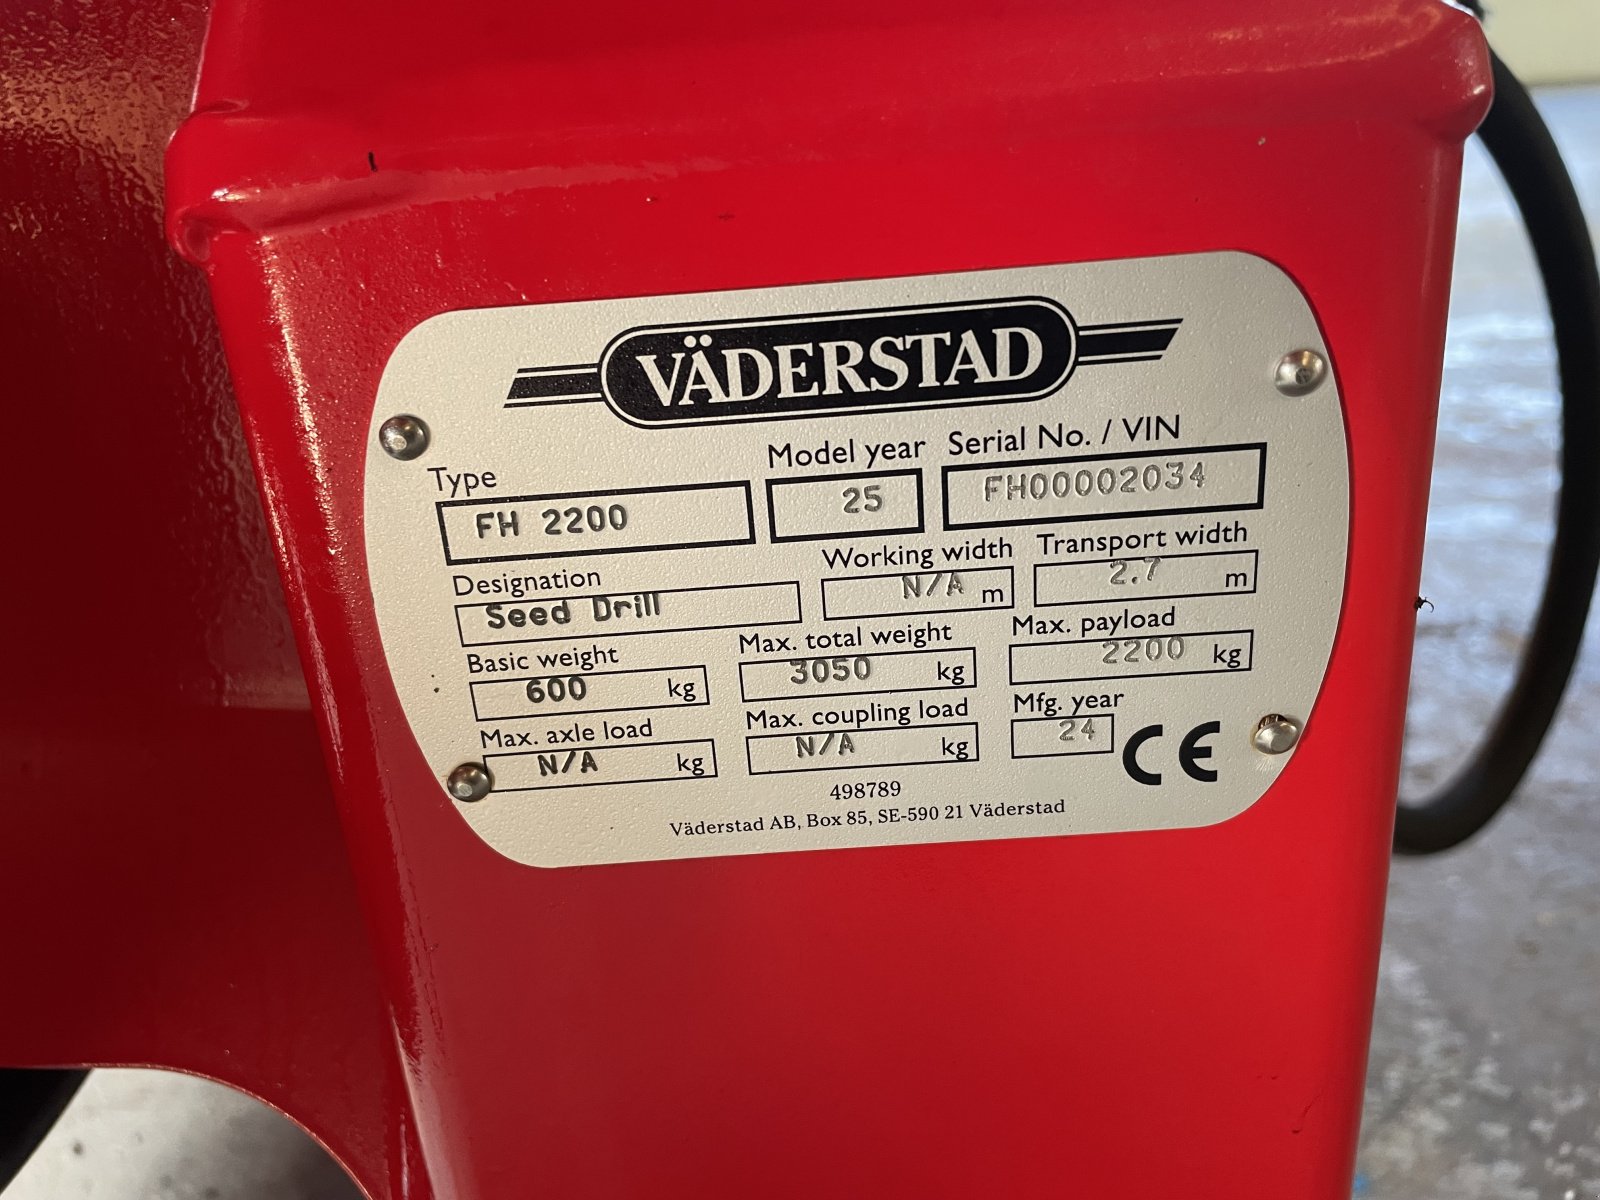 VÄDERSTAD
Type Model year Serial No. / VIN
FH 2200 25 FH00002034
Designation Working width Transport width
Seed Drill N/A m 2.7 m
Basic weight Max. total weight Max. payload
600 kg 3050 kg 2200 kg
Max. axle load Max. coupling load Mfg. year
N/A kg N/A kg 24 CE
498789
Väderstad AB, Box 85, SE-590 21 Väderstad